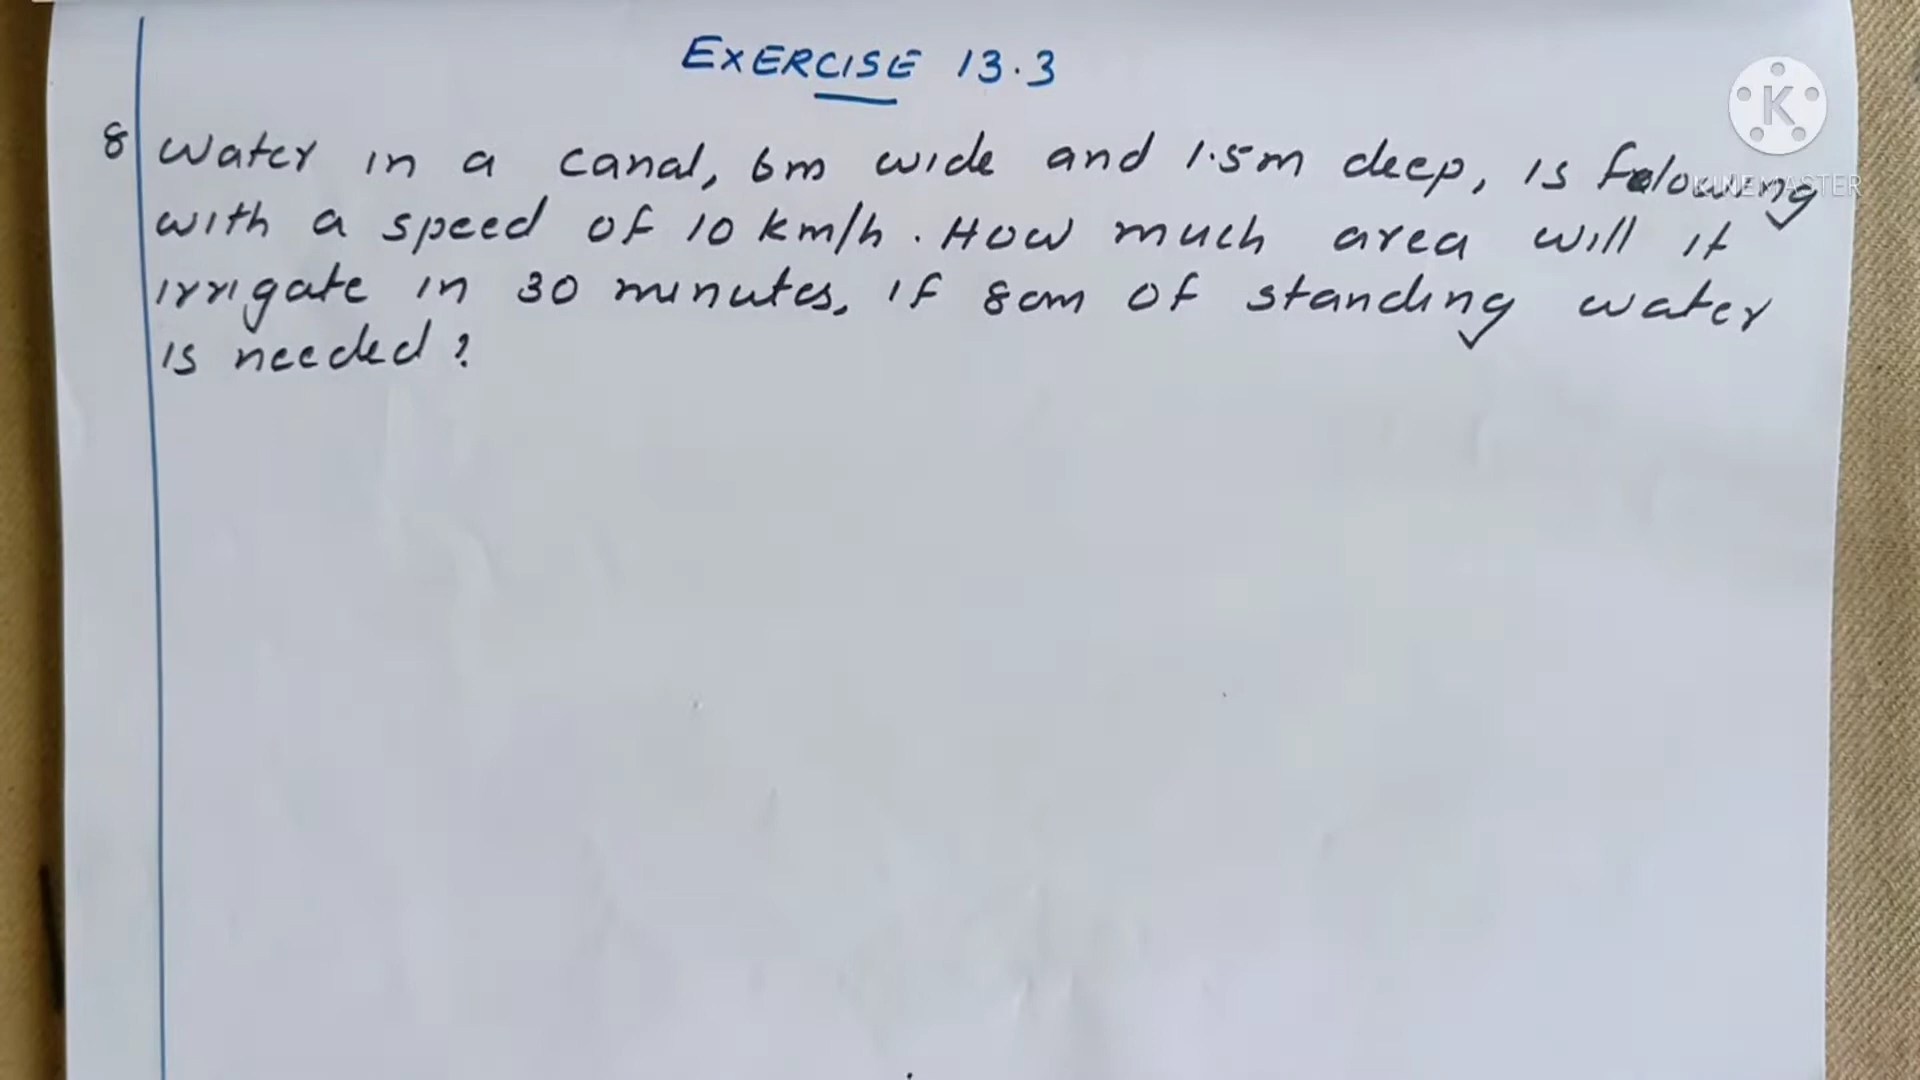 EXERCISE 13.3
8 Water in a canal, 6m wide and 1.5m deep, is folowing
with a speed of 10 km/h. How much area will it
irrigate in 30 minutes, if 8cm of standing water
is needed?
K
KINEMASTER